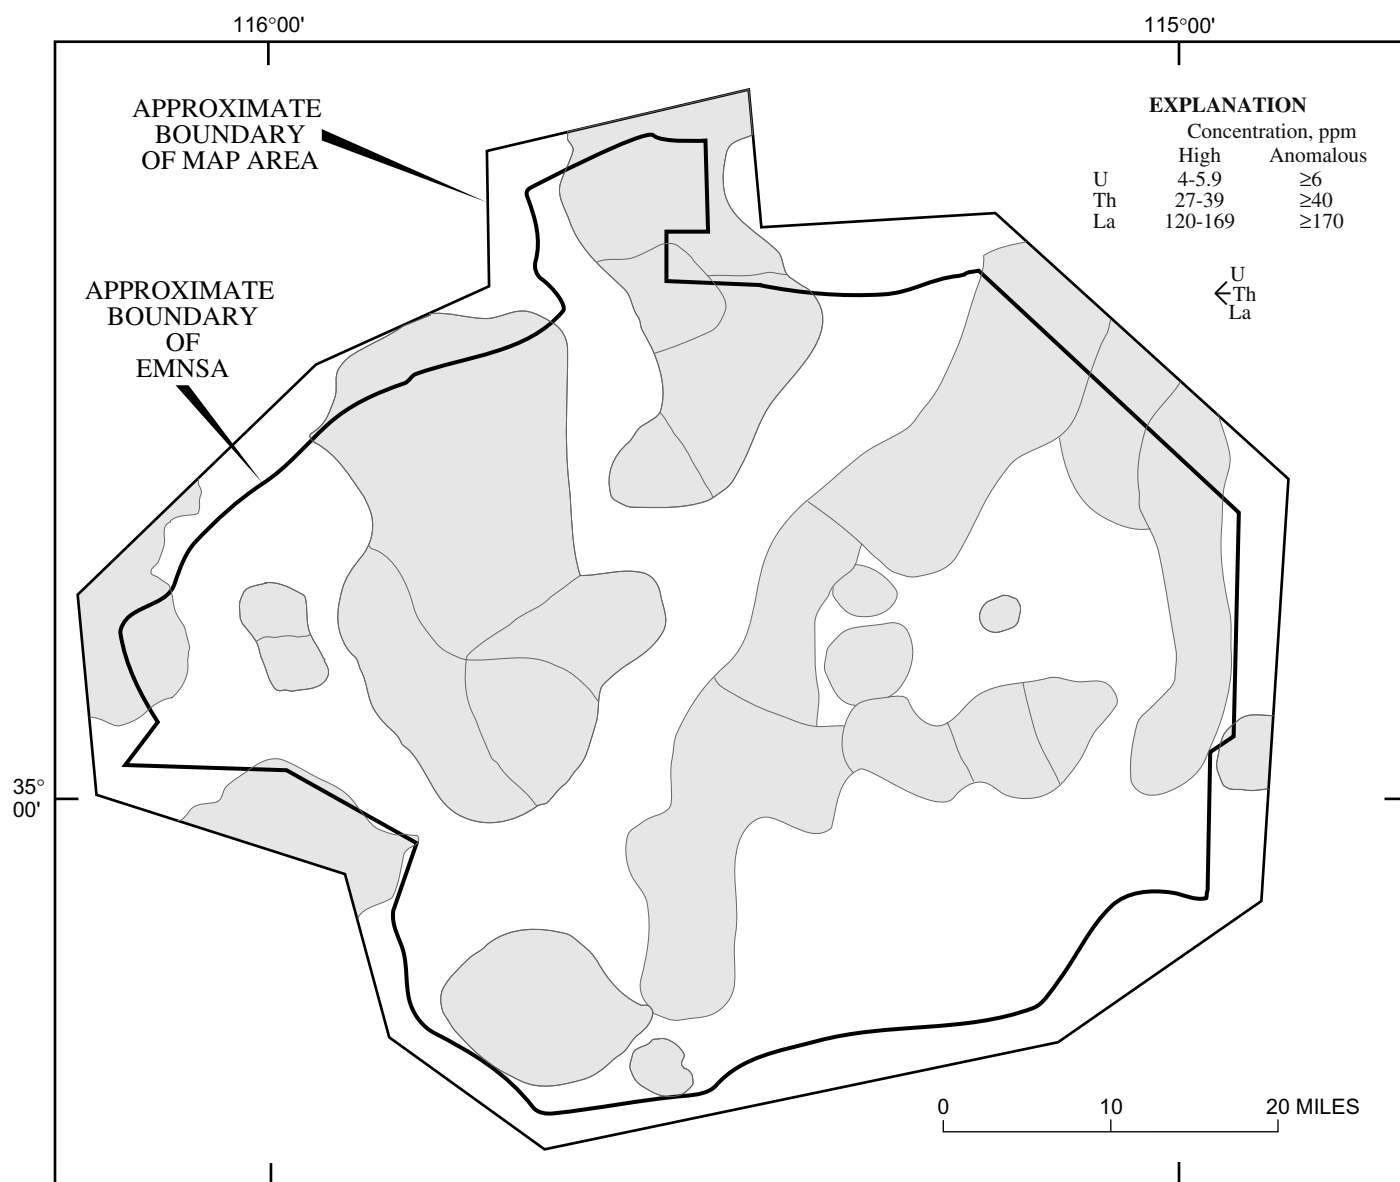 116°00'
115°00'
APPROXIMATE
BOUNDARY
OF MAP AREA
EXPLANATION
Concentration, ppm
High Anomalous
U 4-5.9 ≥6
Th 27-39 ≥40
La 120-169 ≥170
U
Th
La
APPROXIMATE
BOUNDARY
OF
EMNSA
35°
00'
0 10 20 MILES